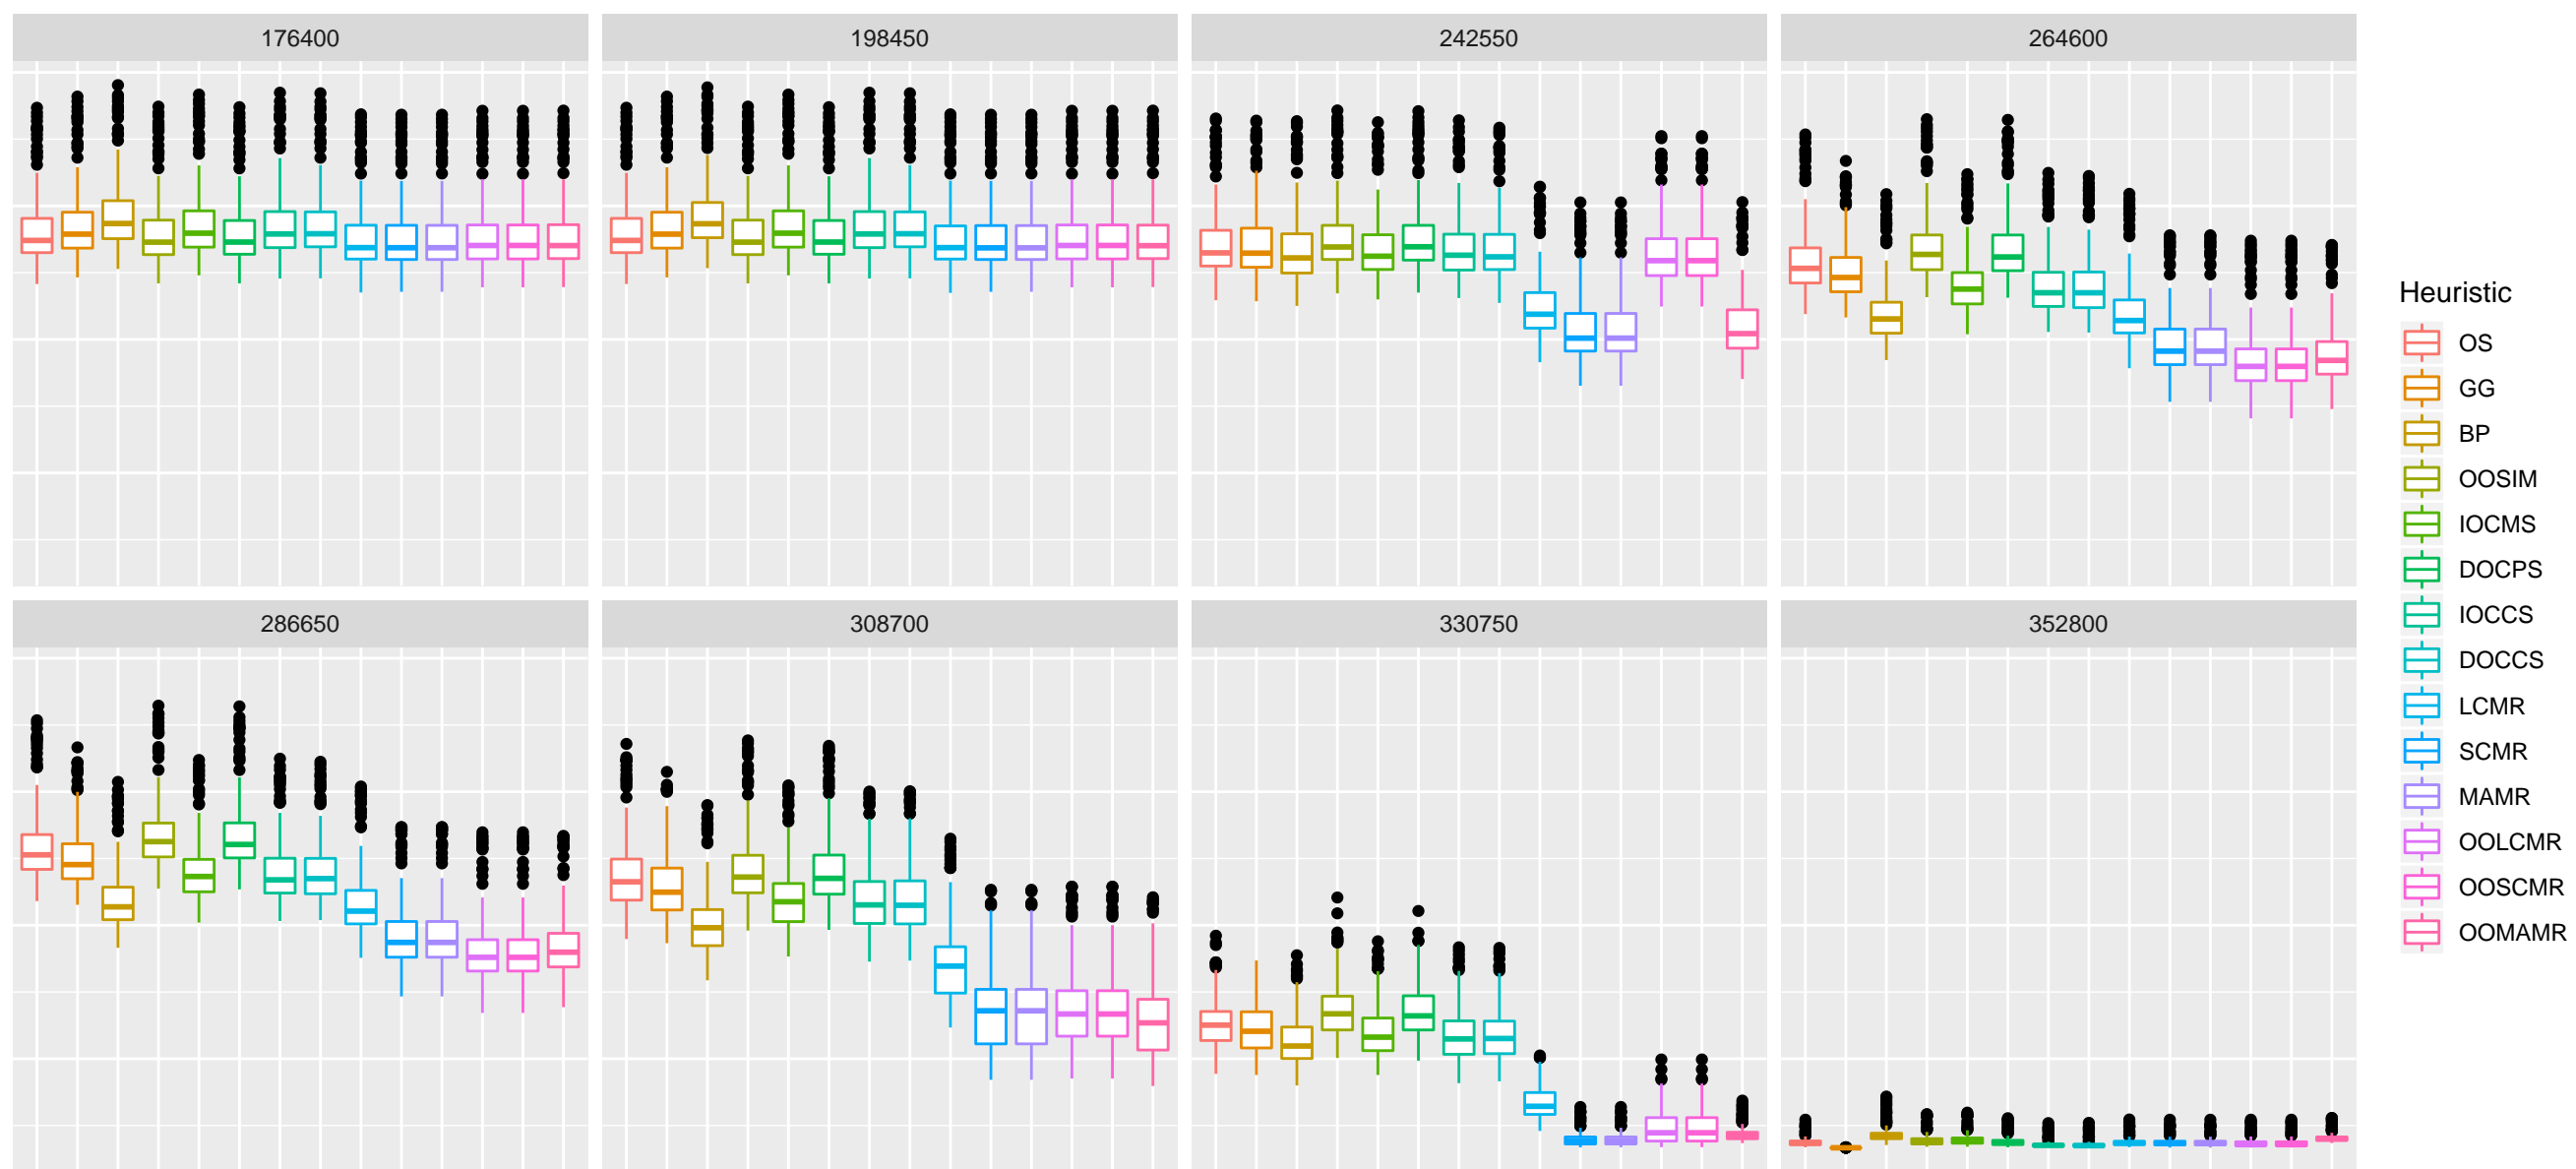 176400
198450
242550
264600
286650
308700
330750
352800
Heuristic
OS
GG
BP
OOSIM
IOCMS
DOCPS
IOCCS
DOCCS
LCMR
SCMR
MAMR
OOLCMR
OOSCMR
OOMAMR